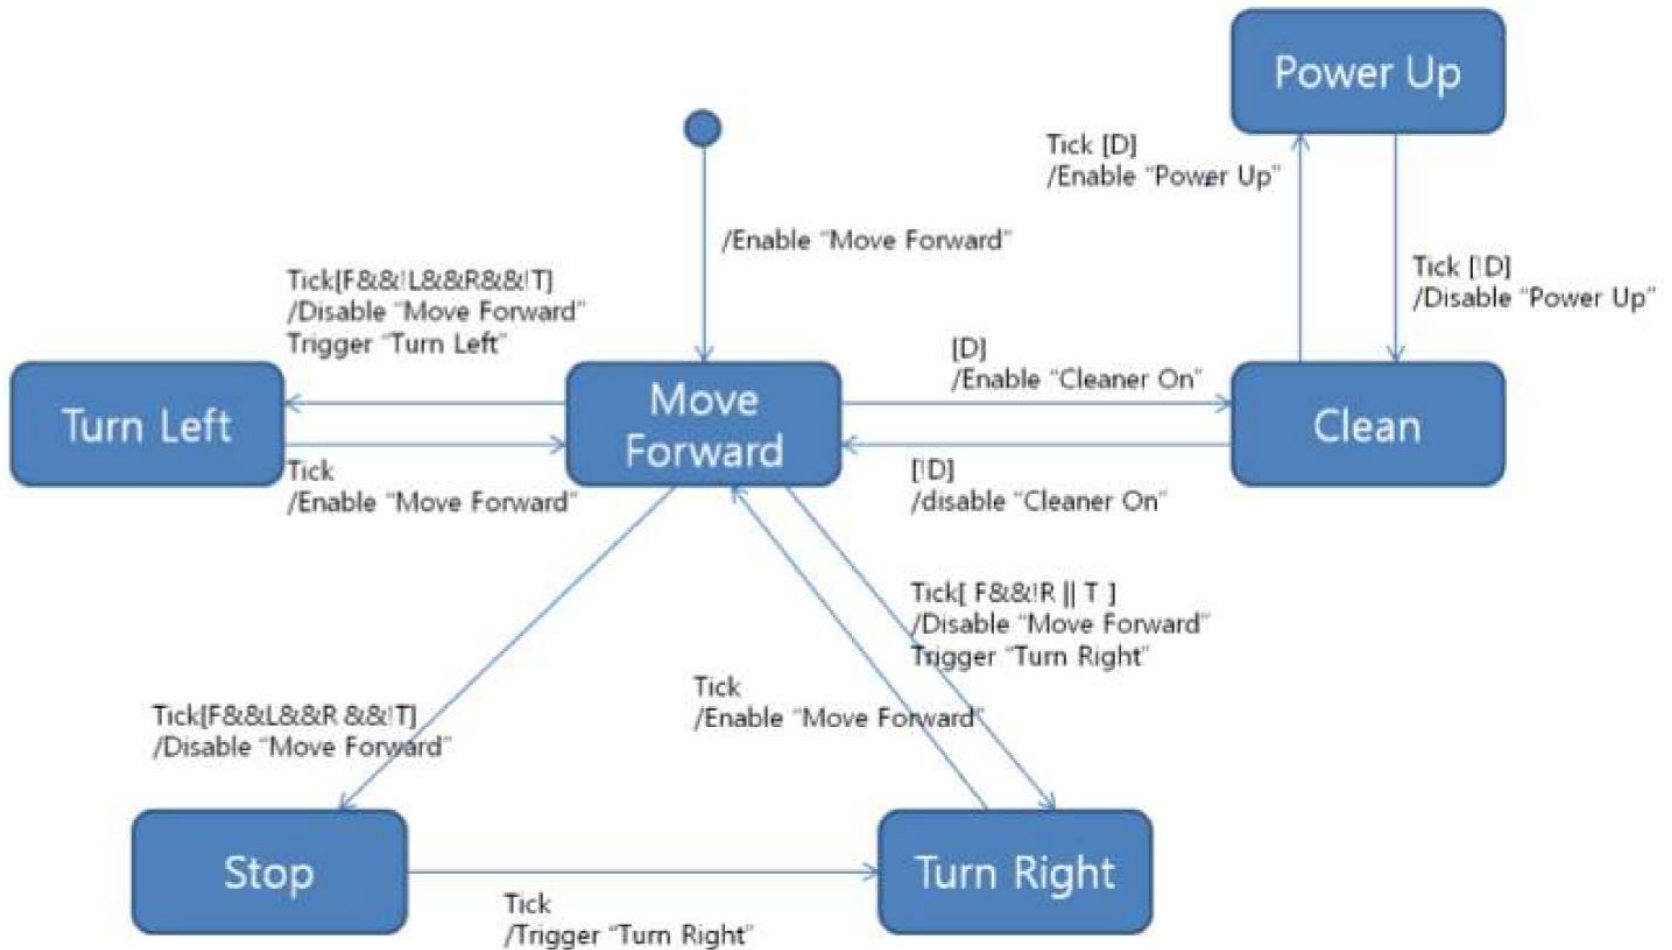 Power Up
Tick [D]
/Enable “Power Up”
/Enable “Move Forward”
Tick [!D]
/Disable “Power Up”
Tick[F&&!L&&R&&!T]
/Disable “Move Forward”
Trigger “Turn Left”
[D]
/Enable “Cleaner On”
Turn Left
Move
Forward
Clean
Tick
/Enable “Move Forward”
[!D]
/disable “Cleaner On”
Tick[ F&&!R || T ]
/Disable “Move Forward”
Trigger “Turn Right”
Tick
/Enable “Move Forward”
Tick[F&&L&&R &&!T]
/Disable “Move Forward”
Stop
Turn Right
Tick
/Trigger “Turn Right”